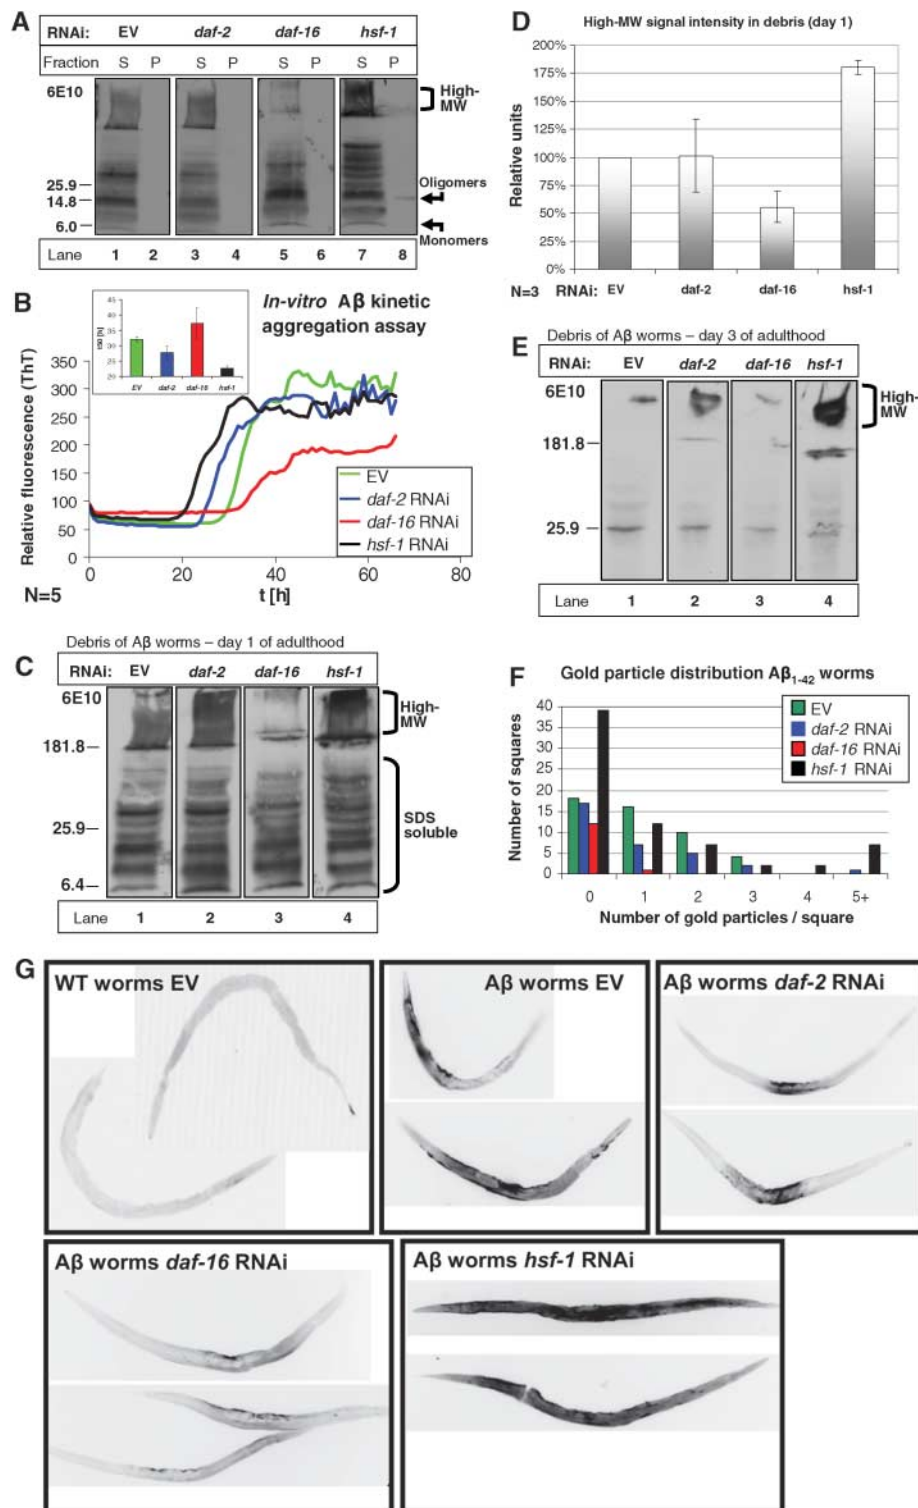 A
RNAi: EV daf-2 daf-16 hsf-1
Fraction S P S P S P S P
6E10
High-MW
25.9
14.8
6.0
Oligomers
Monomers
Lane 1 2 3 4 5 6 7 8
B
In-vitro Aβ kinetic aggregation assay
t50 [h]
45
40
35
30
25
20
EV daf-2 daf-16 hsf-1
Relative fluorescence (ThT)
350
300
250
200
150
100
50
0
0 20 40 60 80
t [h]
N=5
EV
daf-2 RNAi
daf-16 RNAi
hsf-1 RNAi
C
Debris of Aβ worms – day 1 of adulthood
RNAi: EV daf-2 daf-16 hsf-1
6E10
High-MW
181.8
25.9
6.4
SDS soluble
Lane 1 2 3 4
D
High-MW signal intensity in debris (day 1)
Relative units
200%
175%
150%
125%
100%
75%
50%
25%
0%
N=3 RNAi: EV daf-2 daf-16 hsf-1
E
Debris of Aβ worms – day 3 of adulthood
RNAi: EV daf-2 daf-16 hsf-1
6E10
High-MW
181.8
25.9
Lane 1 2 3 4
F
Gold particle distribution Aβ1-42 worms
Number of squares
40
35
30
25
20
15
10
5
0
EV
daf-2 RNAi
daf-16 RNAi
hsf-1 RNAi
0 1 2 3 4 5+
Number of gold particles / square
G
WT worms EV
Aβ worms EV
Aβ worms daf-2 RNAi
Aβ worms daf-16 RNAi
Aβ worms hsf-1 RNAi